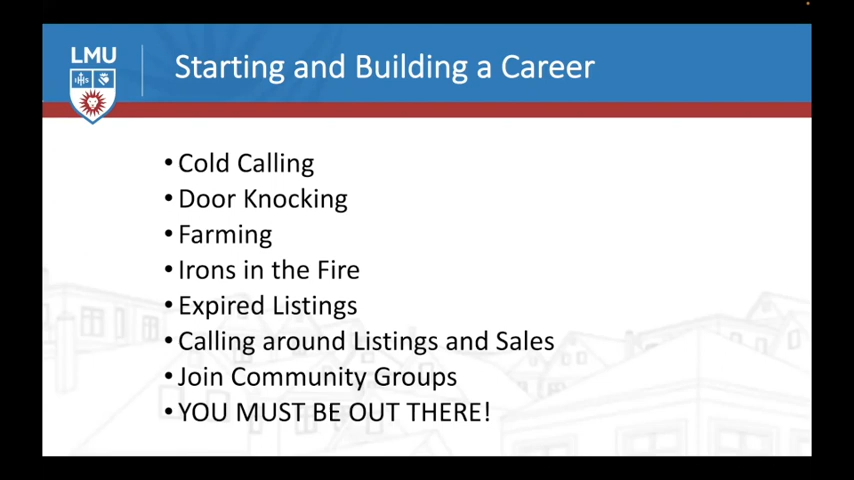 LMU
Starting and Building a Career
• Cold Calling
• Door Knocking
• Farming
• Irons in the Fire
• Expired Listings
• Calling around Listings and Sales
• Join Community Groups
• YOU MUST BE OUT THERE!